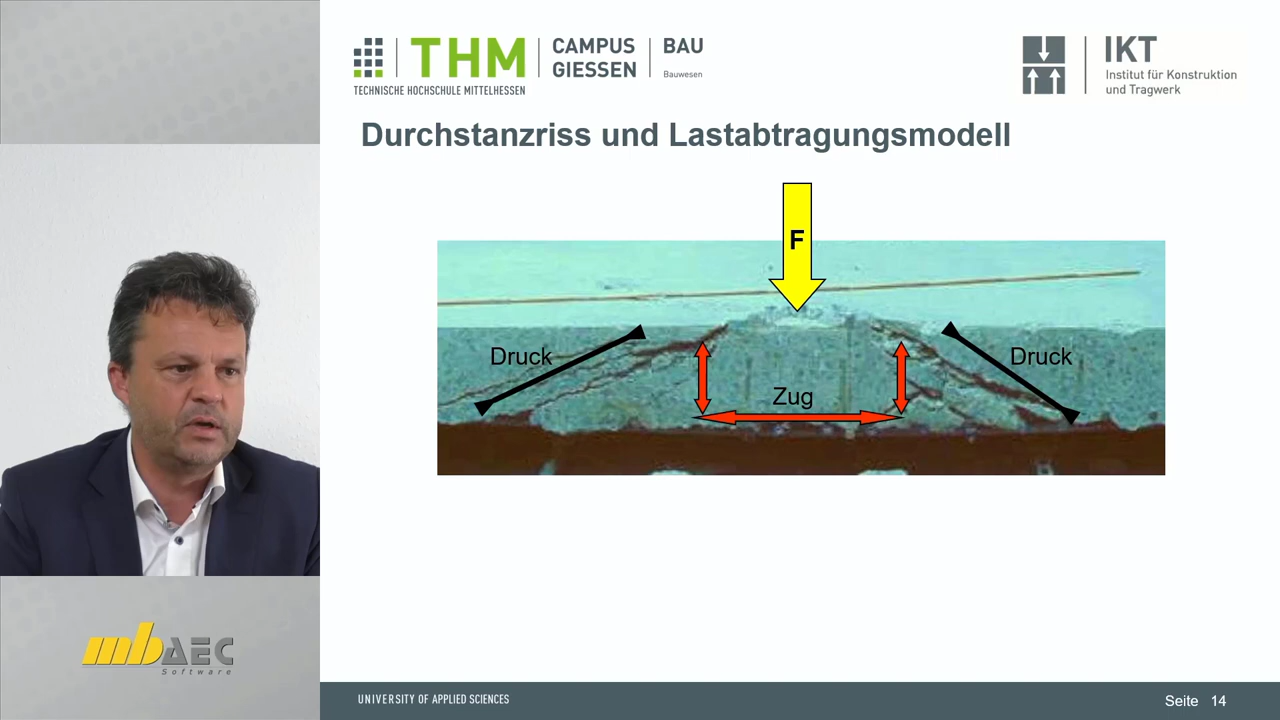 THM
CAMPUS
GIESSEN
BAU
Bauwesen
TECHNISCHE HOCHSCHULE MITTELHESSEN
IKT
Institut für Konstruktion
und Tragwerk
Durchstanzriss und Lastabtragungsmodell
F
Druck
Druck
Zug
mbAEC
Software
UNIVERSITY OF APPLIED SCIENCES
Seite 14